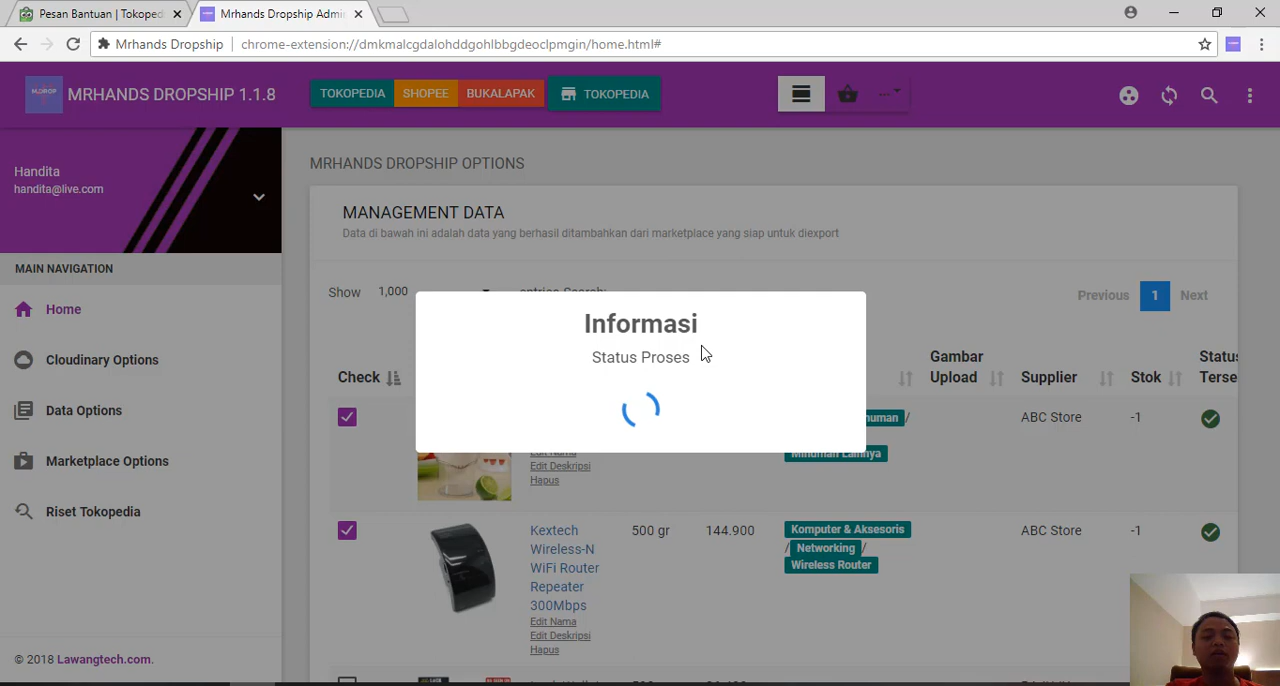 Pesan Bantuan | Tokoped
Mrhands Dropship Admi
Mrhands Dropship
chrome-extension://dmkmalcgdalohddgohlbbgdeoclpmgin/home.html#
M.DROP
MRHANDS DROPSHIP 1.1.8
TOKOPEDIA
SHOPEE
BUKALAPAK
TOKOPEDIA
Handita
handita@live.com
MAIN NAVIGATION
Home
Cloudinary Options
Data Options
Marketplace Options
Riset Tokopedia
© 2018 Lawangtech.com.
MRHANDS DROPSHIP OPTIONS
MANAGEMENT DATA
Data di bawah ini adalah data yang berhasil ditambahkan dari marketplace yang siap untuk diexport
Show 1,000 entries Search:
Previous 1 Next
Informasi
Status Proses
Check
Gambar
Upload
Supplier
Stok
Status
Terse
/
Minuman Lainnya
ABC Store
-1
Edit Nama
Edit Deskripsi
Hapus
Kextech
Wireless-N
WiFi Router
Repeater
300Mbps
Edit Nama
Edit Deskripsi
Hapus
500 gr
144.900
Komputer & Aksesoris
/ Networking /
Wireless Router
ABC Store
-1